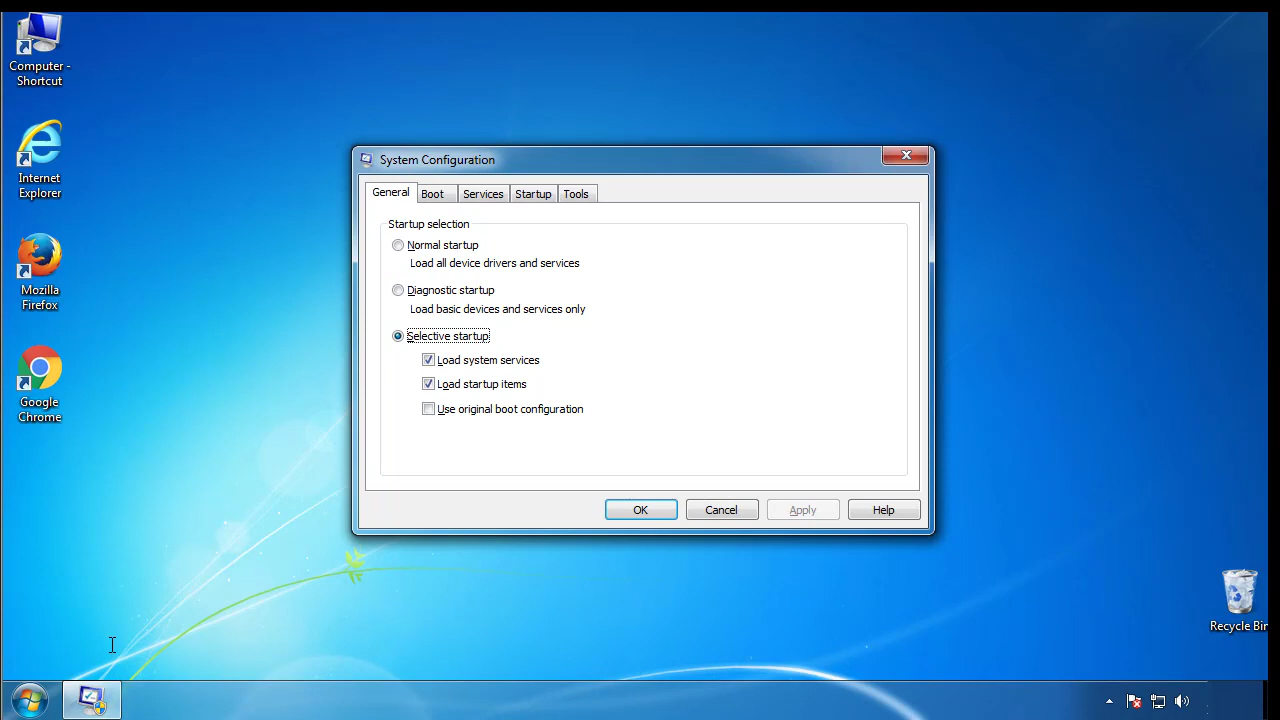 Computer -
Shortcut
Internet
Explorer
Mozilla
Firefox
Google
Chrome
System Configuration
General Boot Services Startup Tools
Startup selection
Normal startup
Load all device drivers and services
Diagnostic startup
Load basic devices and services only
Selective startup
Load system services
Load startup items
Use original boot configuration
OK Cancel Apply Help
Recycle Bin